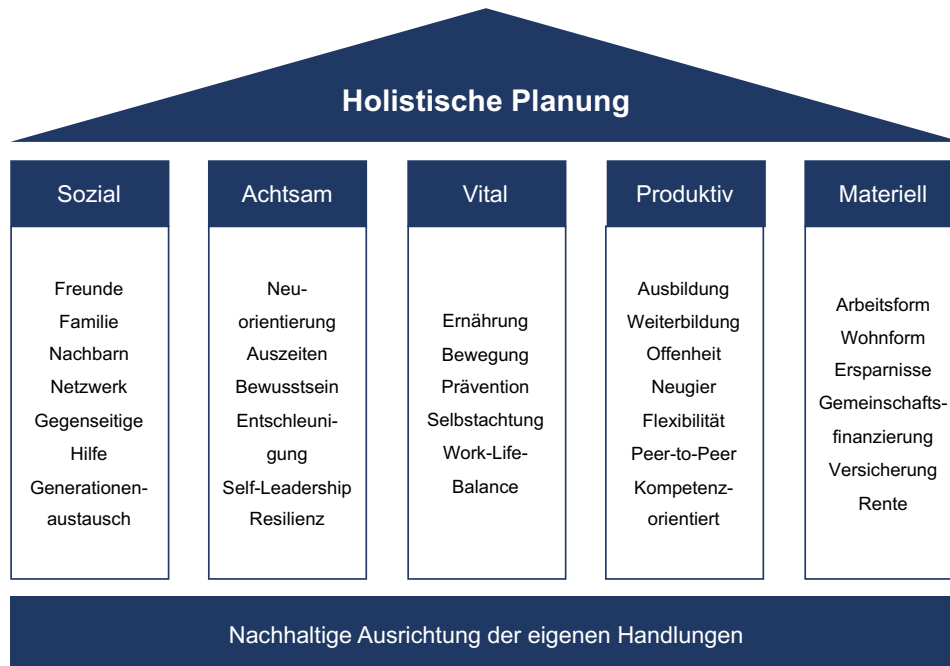 Holistische Planung
Sozial
Freunde
Familie
Nachbarn
Netzwerk
Gegenseitige
Hilfe
Generationen-
austausch
Achtsam
Neu-
orientierung
Auszeiten
Bewusstsein
Entschleuni-
gung
Self-Leadership
Resilienz
Vital
Ernährung
Bewegung
Prävention
Selbstachtung
Work-Life-
Balance
Produktiv
Ausbildung
Weiterbildung
Offenheit
Neugier
Flexibilität
Peer-to-Peer
Kompetenz-
orientiert
Materiell
Arbeitsform
Wohnform
Ersparnisse
Gemeinschafts-
finanzierung
Versicherung
Rente
Nachhaltige Ausrichtung der eigenen Handlungen